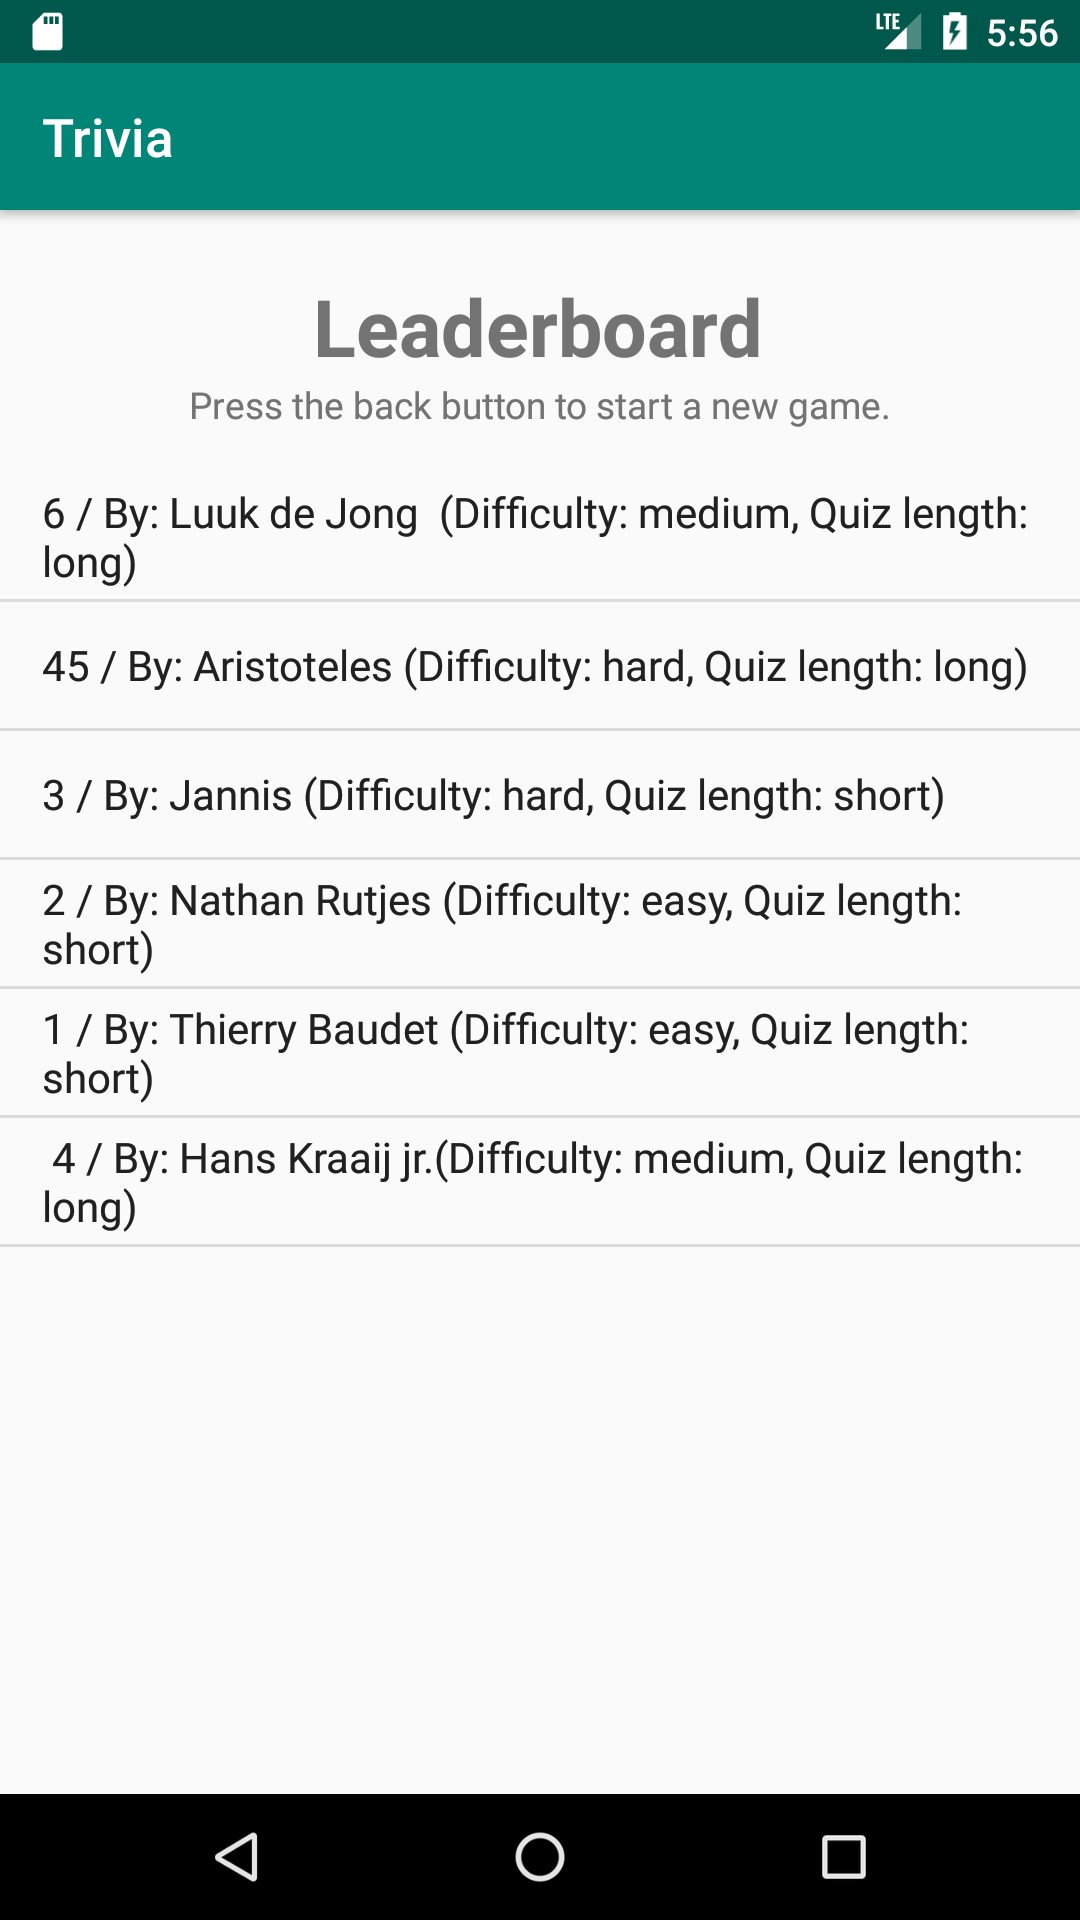 LTE 5:56
Trivia
Leaderboard
Press the back button to start a new game.
6 / By: Luuk de Jong  (Difficulty: medium, Quiz length:
long)
45 / By: Aristoteles (Difficulty: hard, Quiz length: long)
3 / By: Jannis (Difficulty: hard, Quiz length: short)
2 / By: Nathan Rutjes (Difficulty: easy, Quiz length:
short)
1 / By: Thierry Baudet (Difficulty: easy, Quiz length:
short)
4 / By: Hans Kraaij jr.(Difficulty: medium, Quiz length:
long)